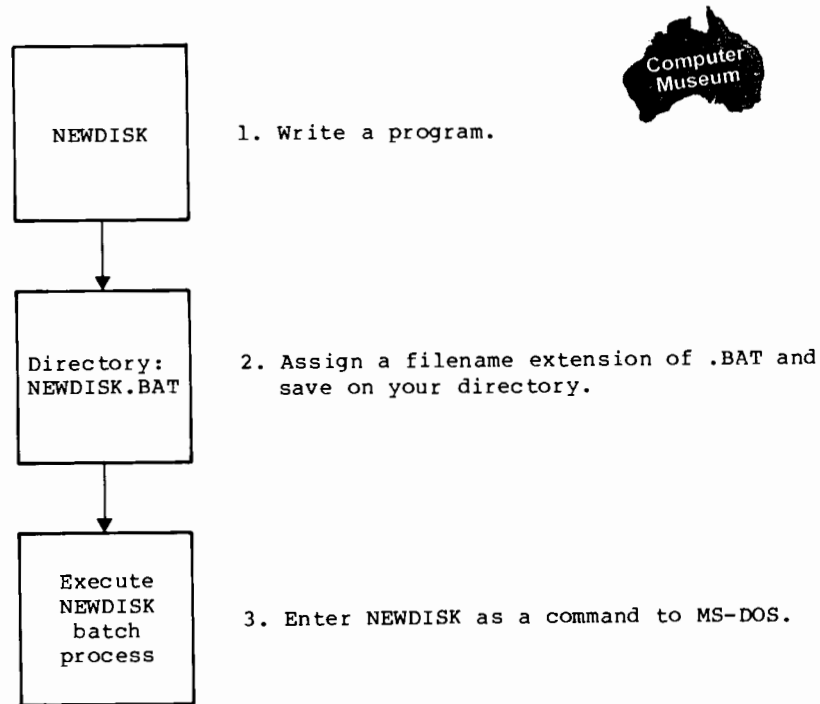 Computer
Museum
NEWDISK
1. Write a program.
Directory:
NEWDISK.BAT
2. Assign a filename extension of .BAT and
save on your directory.
Execute
NEWDISK
batch
process
3. Enter NEWDISK as a command to MS-DOS.